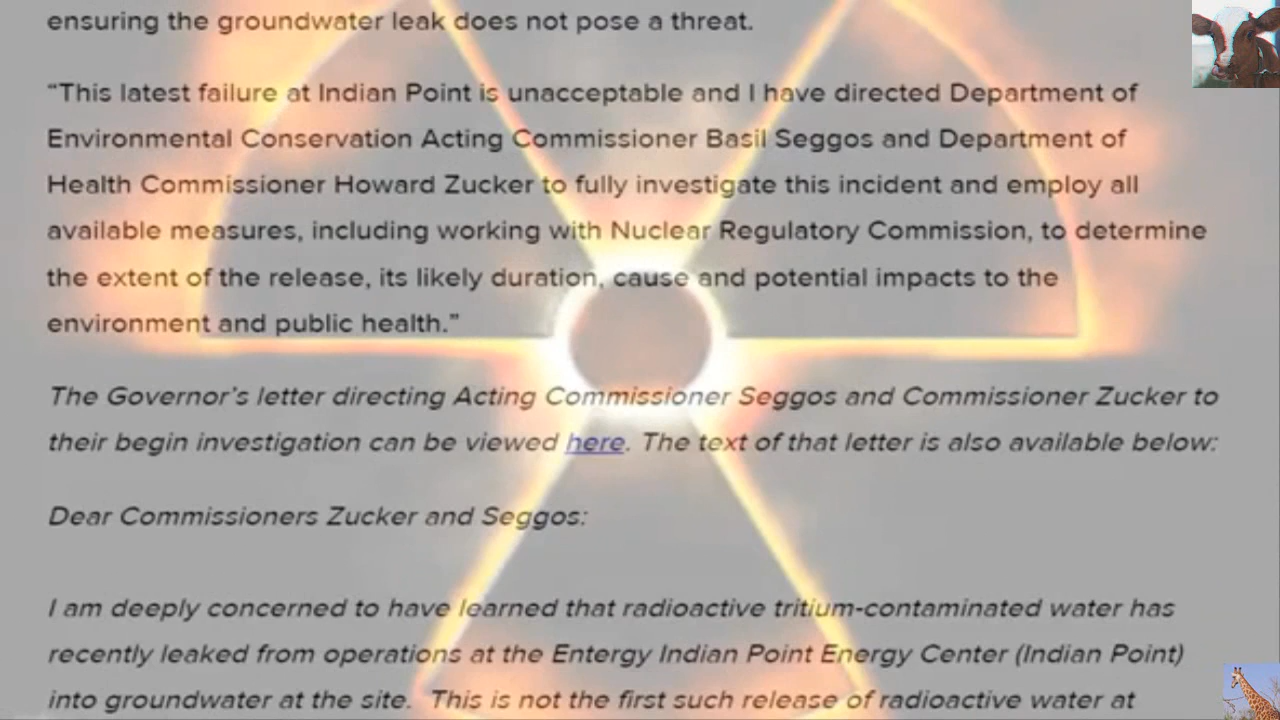 ensuring the groundwater leak does not pose a threat.
“This latest failure at Indian Point is unacceptable and I have directed Department of
Environmental Conservation Acting Commissioner Basil Seggos and Department of
Health Commissioner Howard Zucker to fully investigate this incident and employ all
available measures, including working with Nuclear Regulatory Commission, to determine
the extent of the release, its likely duration, cause and potential impacts to the
environment and public health.”
The Governor’s letter directing Acting Commissioner Seggos and Commissioner Zucker to
their begin investigation can be viewed here. The text of that letter is also available below:
Dear Commissioners Zucker and Seggos:
I am deeply concerned to have learned that radioactive tritium-contaminated water has
recently leaked from operations at the Entergy Indian Point Energy Center (Indian Point)
into groundwater at the site. This is not the first such release of radioactive water at